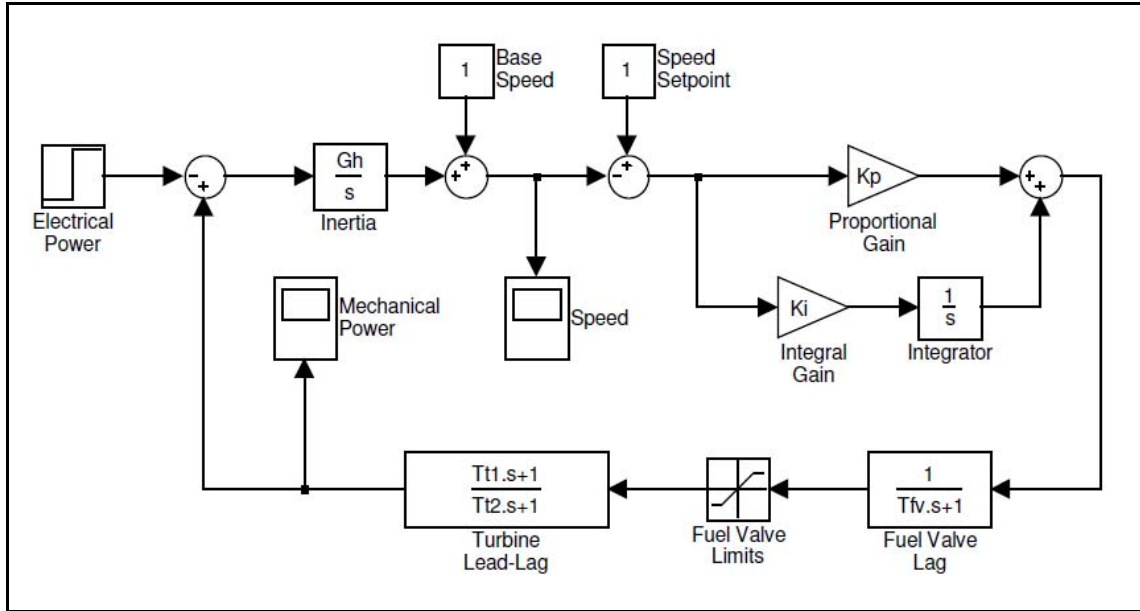 1
Base
Speed
1
Speed
Setpoint
-
+
Gh
s
+
+
-
+
Kp
+
+
Electrical
Power
Inertia
Proportional
Gain
Mechanical
Power
Speed
Ki
1
s
Integral
Gain
Integrator
Tt1.s+1
Tt2.s+1
1
Tfv.s+1
Turbine
Lead-Lag
Fuel Valve
Limits
Fuel Valve
Lag